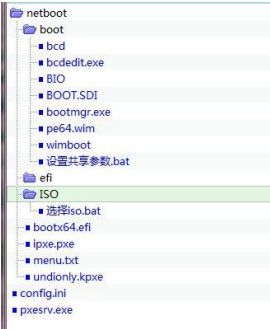 netboot
boot
bcd
bcdedit.exe
BIO
BOOT.SDI
bootmgr.exe
pe64.wim
wimboot
设置共享参数.bat
efi
ISO
选择iso.bat
bootx64.efi
ipxe.pxe
menu.txt
undionly.kpxe
config.ini
pxesrv.exe